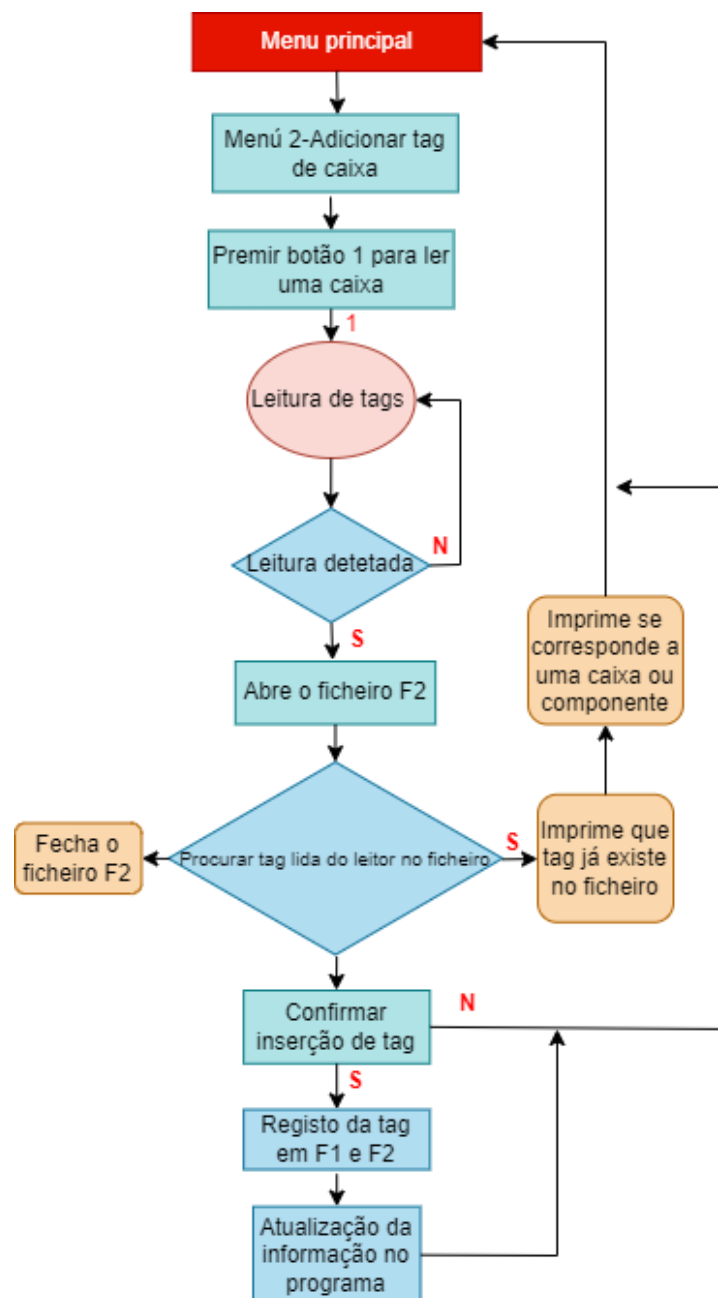 Menu principal
Menú 2-Adicionar tag
de caixa
Premir botão 1 para ler
uma caixa
1
Leitura de tags
Leitura detetada
N
S
Abre o ficheiro F2
Imprime se
corresponde a
uma caixa ou
componente
Fecha o
ficheiro F2
Procurar tag lida do leitor no ficheiro
S
Imprime que
tag já existe
no ficheiro
Confirmar
inserção de tag
N
S
Registo da tag
em F1 e F2
Atualização da
informação no
programa